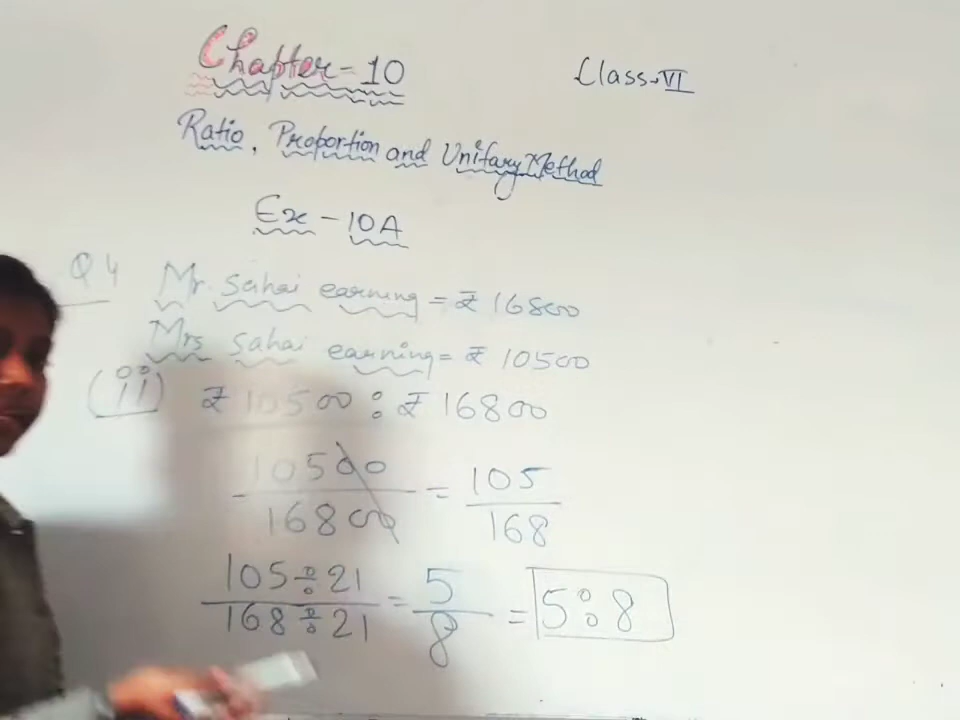 Chapter-10
Class-VI
Ratio, Proportion and Unitary Method
Ex-10A
Q4 Mr. Sahai earning = ₹ 16800
Mrs Sahai earning = ₹ 10500
(ii) ₹ 10500 : ₹ 16800
10500/16800 = 105/168
105÷21/168÷21 = 5/8 = 5:8